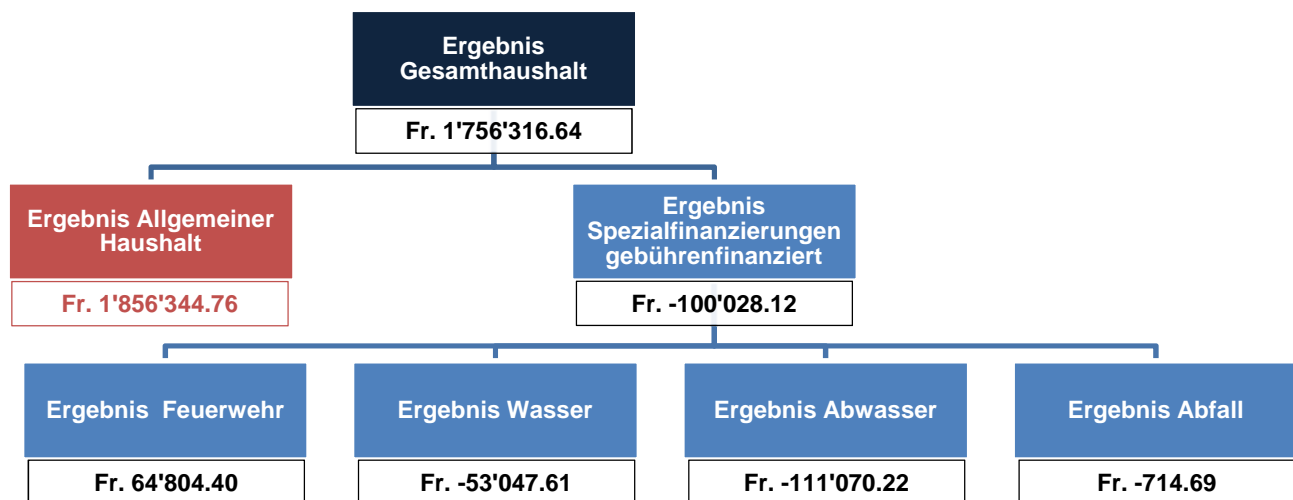 Ergebnis
Gesamthaushalt
Fr. 1'756'316.64
Ergebnis Allgemeiner
Haushalt
Fr. 1'856'344.76
Ergebnis
Spezialfinanzierungen
gebührenfinanziert
Fr. -100'028.12
Ergebnis Feuerwehr
Fr. 64'804.40
Ergebnis Wasser
Fr. -53'047.61
Ergebnis Abwasser
Fr. -111'070.22
Ergebnis Abfall
Fr. -714.69